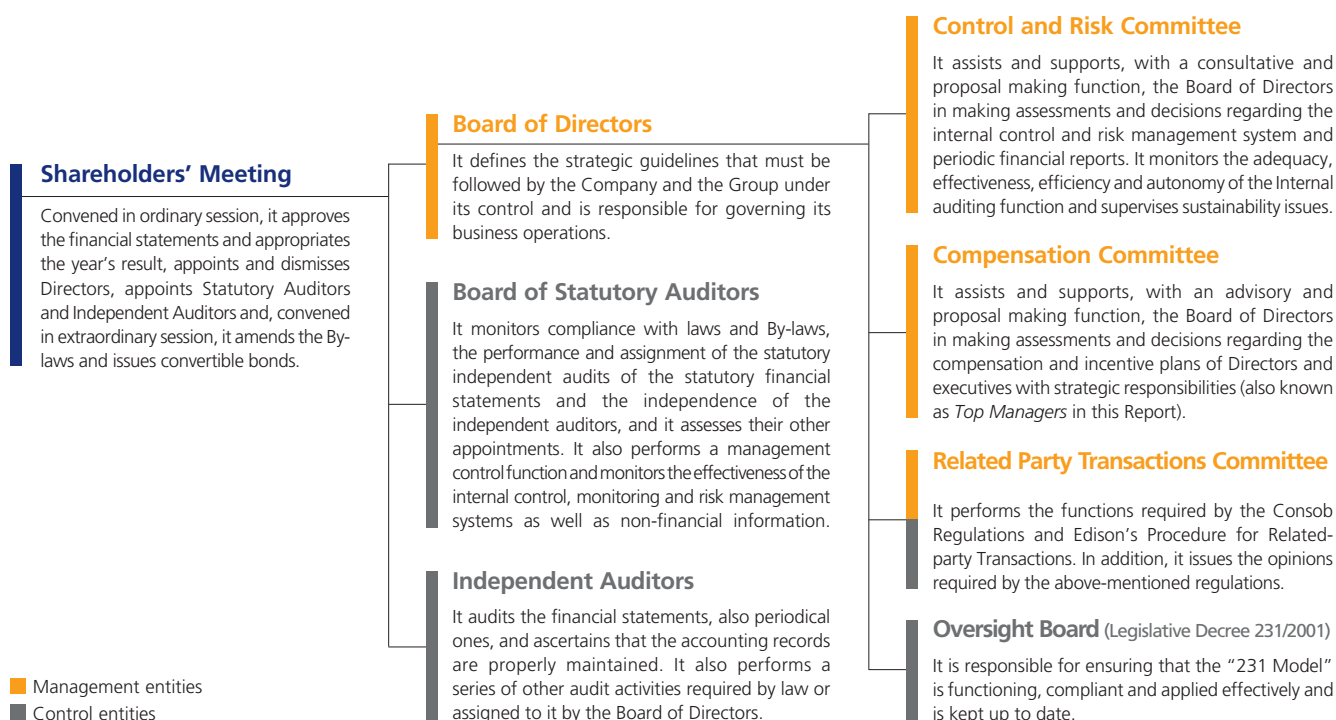 Shareholders’ Meeting
Convened in ordinary session, it approves
the financial statements and appropriates
the year’s result, appoints and dismisses
Directors, appoints Statutory Auditors
and Independent Auditors and, convened
in extraordinary session, it amends the By-
laws and issues convertible bonds.
Management entities
Control entities
Board of Directors
It defines the strategic guidelines that must be
followed by the Company and the Group under
its control and is responsible for governing its
business operations.
Board of Statutory Auditors
It monitors compliance with laws and By-laws,
the performance and assignment of the statutory
independent audits of the statutory financial
statements and the independence of the
independent auditors, and it assesses their other
appointments. It also performs a management
control function and monitors the effectiveness of the
internal control, monitoring and risk management
systems as well as non-financial information.
Independent Auditors
It audits the financial statements, also periodical
ones, and ascertains that the accounting records
are properly maintained. It also performs a
series of other audit activities required by law or
assigned to it by the Board of Directors.
Control and Risk Committee
It assists and supports, with a consultative and
proposal making function, the Board of Directors
in making assessments and decisions regarding the
internal control and risk management system and
periodic financial reports. It monitors the adequacy,
effectiveness, efficiency and autonomy of the Internal
auditing function and supervises sustainability issues.
Compensation Committee
It assists and supports, with an advisory and
proposal making function, the Board of Directors
in making assessments and decisions regarding the
compensation and incentive plans of Directors and
executives with strategic responsibilities (also known
as Top Managers in this Report).
Related Party Transactions Committee
It performs the functions required by the Consob
Regulations and Edison’s Procedure for Related-
party Transactions. In addition, it issues the opinions
required by the above-mentioned regulations.
Oversight Board (Legislative Decree 231/2001)
It is responsible for ensuring that the “231 Model”
is functioning, compliant and applied effectively and
is kept up to date.